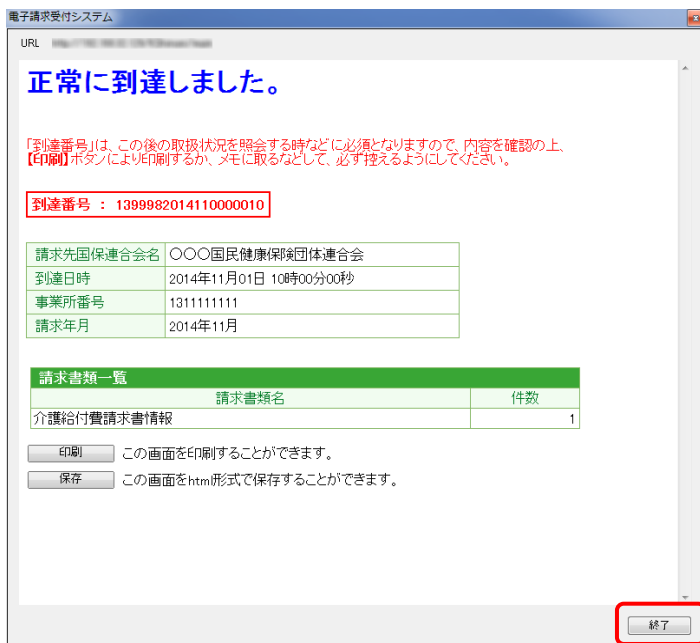 電子請求受付システム
URL
正常に到達しました。
「到達番号」は、この後の取扱状況を照会する時などに必須となりますので、内容を確認の上、
【印刷】ボタンにより印刷するか、メモに取るなどして、必ず控えるようにしてください。
到達番号 : 1399982014110000010
請求先国保連合会名 ○○○国民健康保険団体連合会
到達日時 2014年11月01日 10時00分00秒
事業所番号 1311111111
請求年月 2014年11月
請求書類一覧
請求書類名 件数
介護給付費請求書情報 1
印刷 この画面を印刷することができます。
保存 この画面をhtml形式で保存することができます。
終了